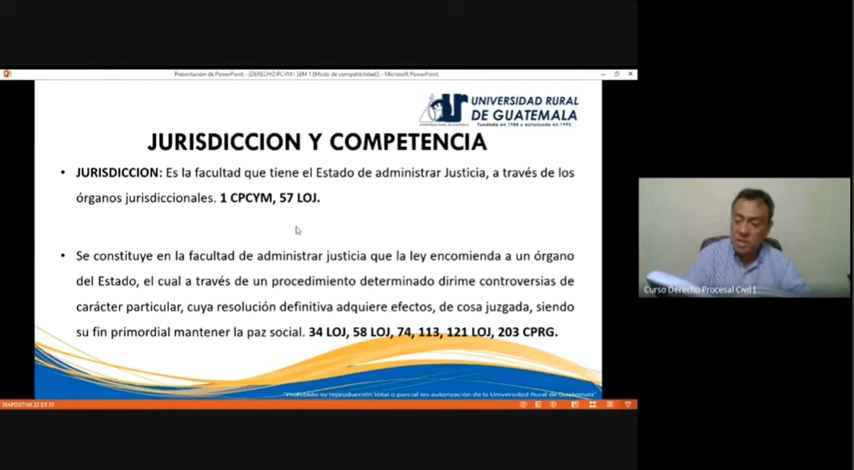 Presentación de PowerPoint - [DERECHO PCYM I SEM 1 [Modo de compatibilidad]] - Microsoft PowerPoint
UNIVERSIDAD RURAL
DE GUATEMALA
JURISDICCION Y COMPETENCIA
• JURISDICCION: Es la facultad que tiene el Estado de administrar Justicia, a través de los
órganos jurisdiccionales. 1 CPCYM, 57 LOJ.
• Se constituye en la facultad de administrar justicia que la ley encomienda a un órgano
del Estado, el cual a través de un procedimiento determinado dirime controversias de
carácter particular, cuya resolución definitiva adquiere efectos, de cosa juzgada, siendo
su fin primordial mantener la paz social. 34 LOJ, 58 LOJ, 74, 113, 121 LOJ, 203 CPRG.
"Prohibido su reproducción total o parcial sin autorización de la Universidad Rural de Guatemala"
DIAPOSITIVA 22 DE 37
Curso Derecho Procesal Civil I